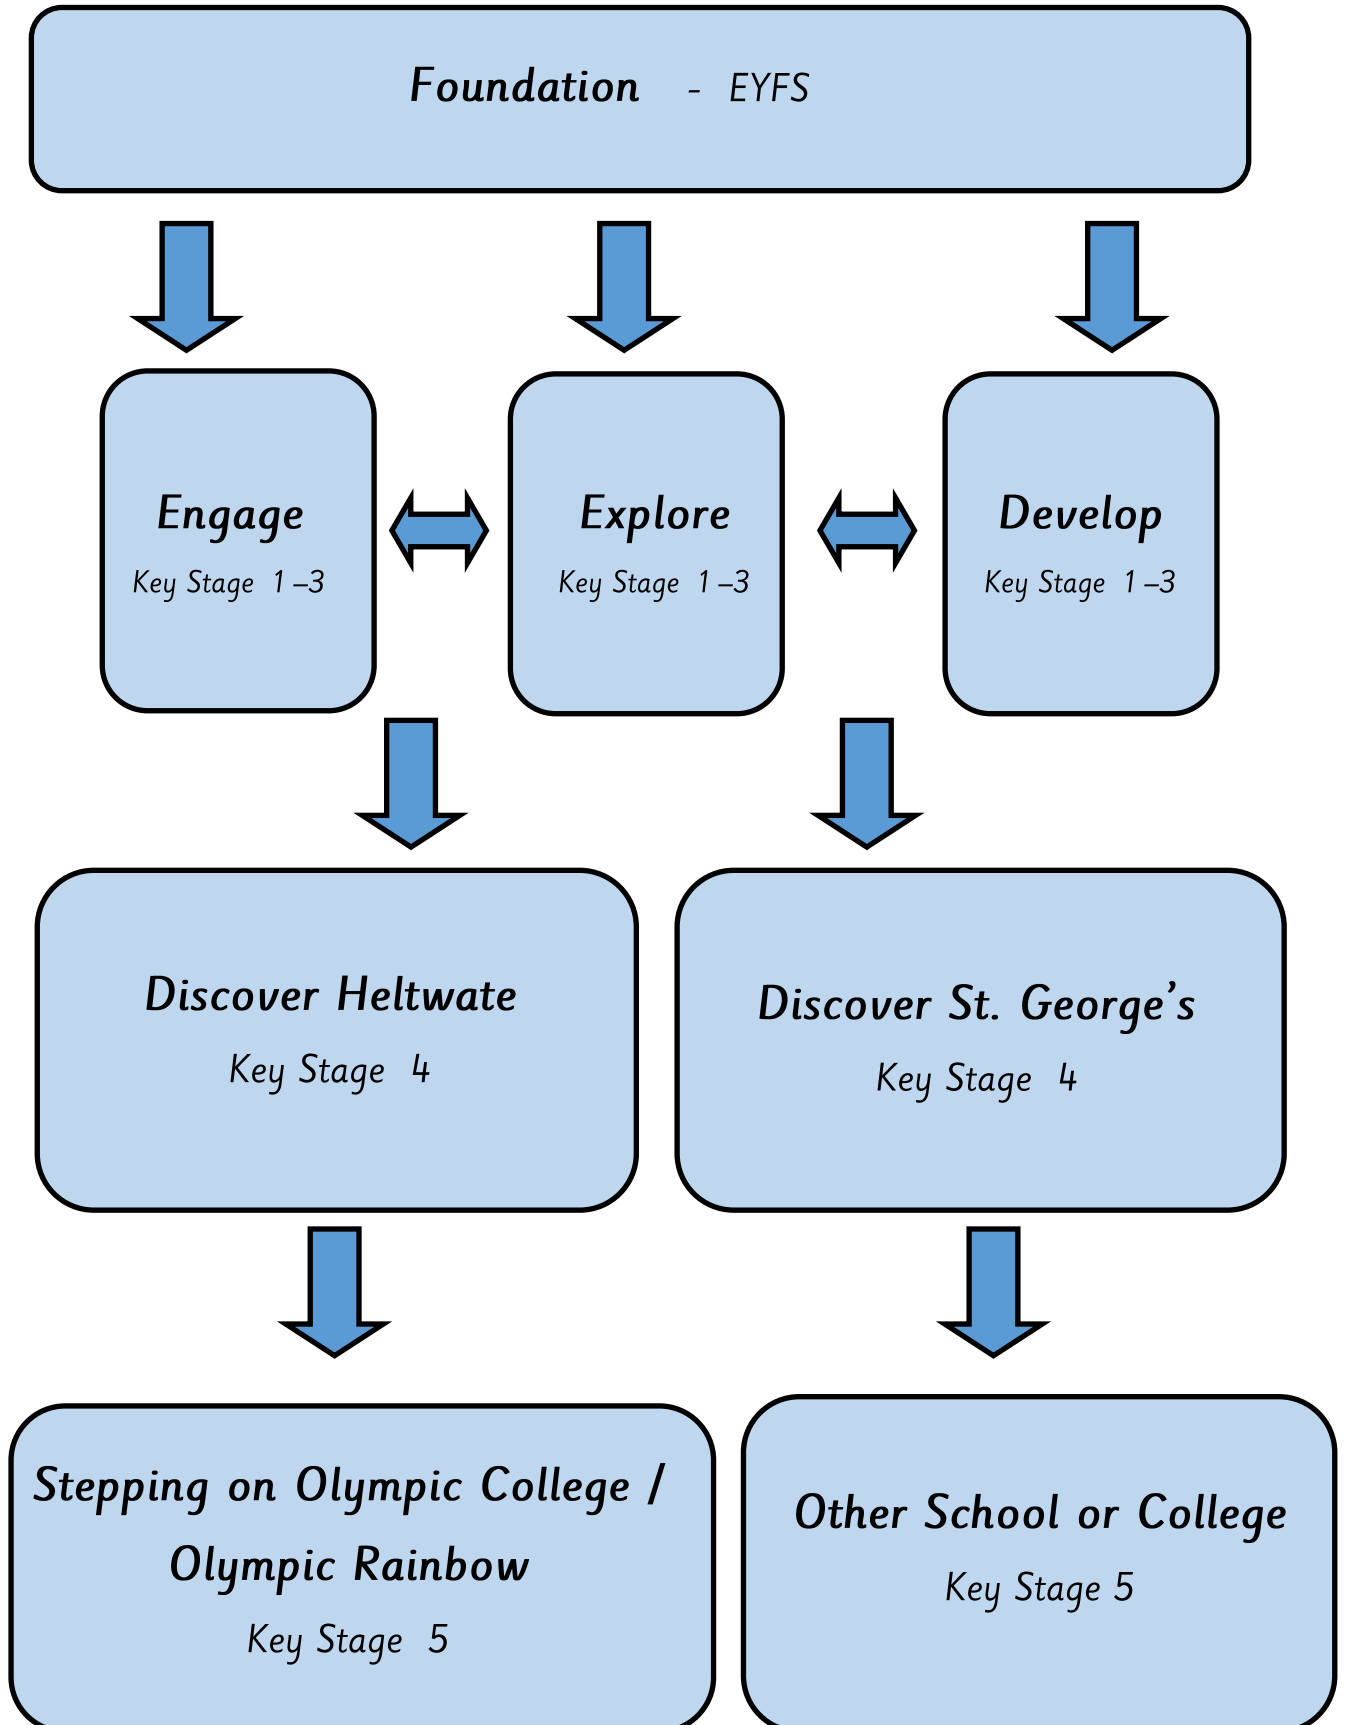 Foundation - EYFS
Engage
Key Stage 1–3
Explore
Key Stage 1–3
Develop
Key Stage 1–3
Discover Heltwate
Key Stage 4
Discover St. George’s
Key Stage 4
Stepping on Olympic College /
Olympic Rainbow
Key Stage 5
Other School or College
Key Stage 5